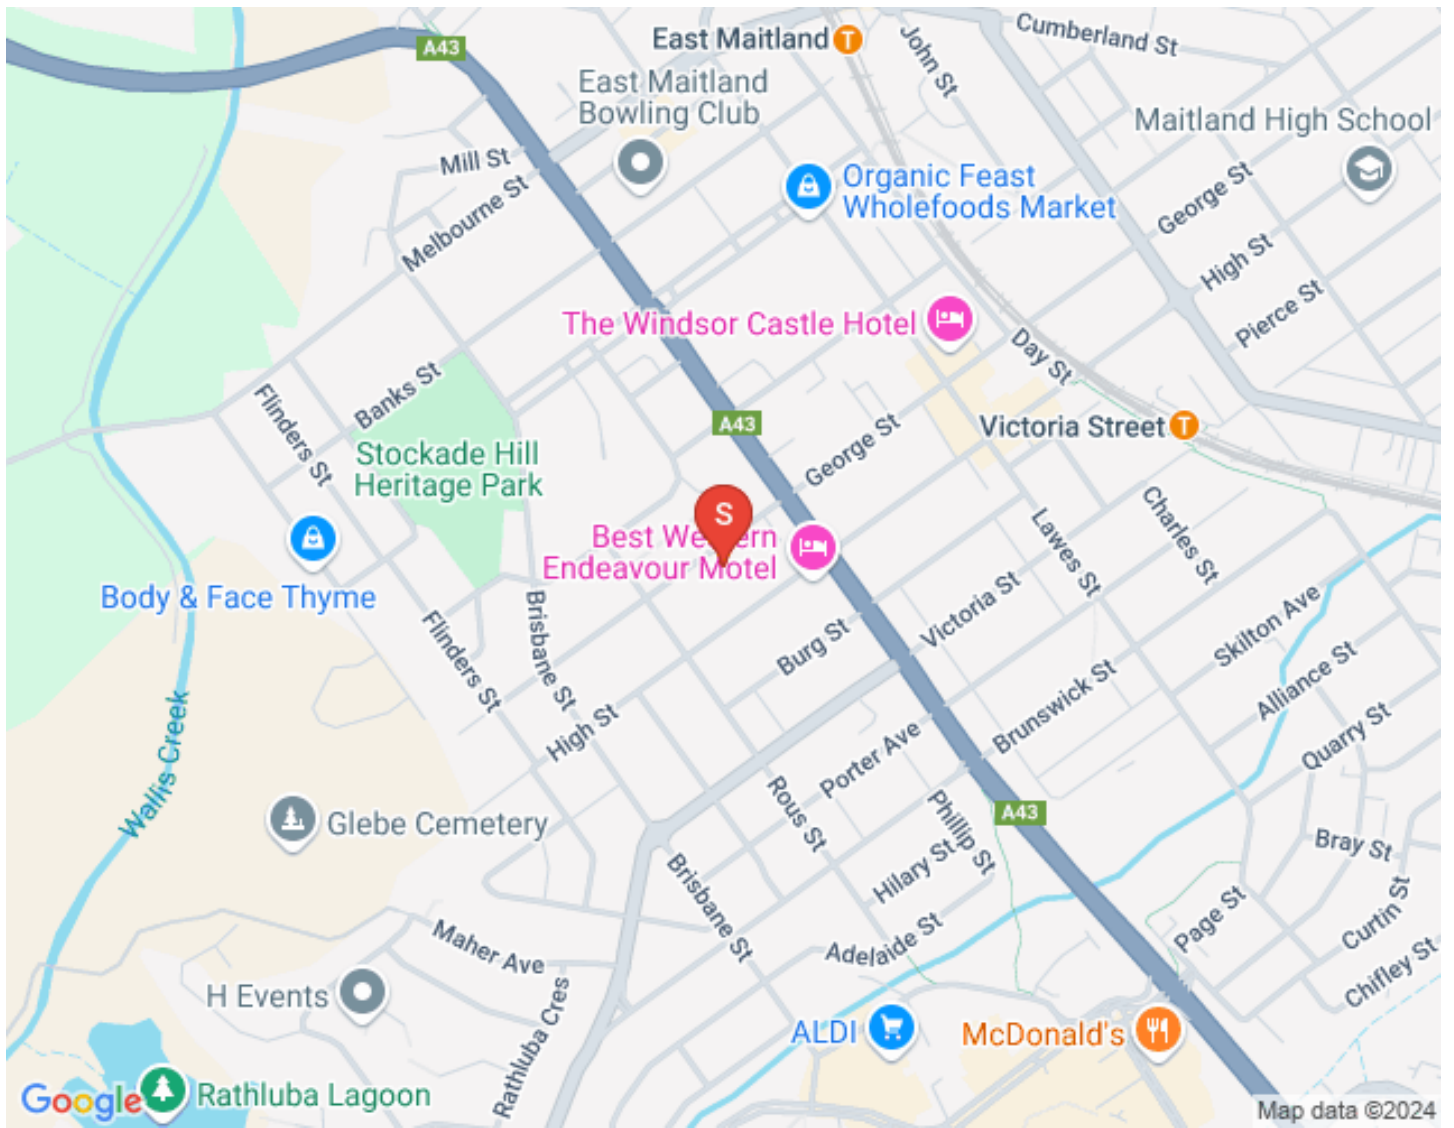 A43
East Maitland
T
John St
Cumberland St
East Maitland
Bowling Club
Maitland High School
Mill St
Organic Feast
Wholefoods Market
George St
Melbourne St
High St
Pierce St
The Windsor Castle Hotel
Day St
Banks St
Flinders St
A43
Victoria Street
T
George St
Stockade Hill
Heritage Park
S
Best Western
Endeavour Motel
Lawes St
Charles St
Body & Face Thyme
Brisbane St
Flinders St
Victoria St
Skilton Ave
Burg St
Alliance St
Brunswick St
Quarry St
High St
Wallis Creek
Porter Ave
Rous St
Phillip St
A43
Glebe Cemetery
Bray St
Hilary St
Brisbane St
Page St
Curtin St
Maher Ave
Adelaide St
Chifley St
H Events
Rathluba Cres
ALDI
McDonald's
Google
Rathluba Lagoon
Map data ©2024